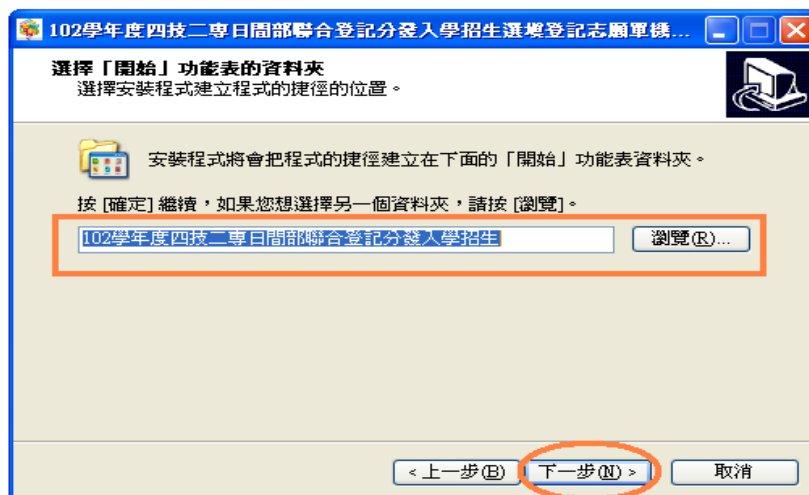 102學年度四技二專日間部聯合登記分發入學招生選填登記志願單機...
選擇「開始」功能表的資料夾
選擇安裝程式建立程式的捷徑的位置。
安裝程式將會把程式的捷徑建立在下面的「開始」功能表資料夾。
按 [確定] 繼續，如果您想選擇另一個資料夾，請按 [瀏覽]。
102學年度四技二專日間部聯合登記分發入學招生
瀏覽(R)...
< 上一步(B)
下一步(N) >
取消